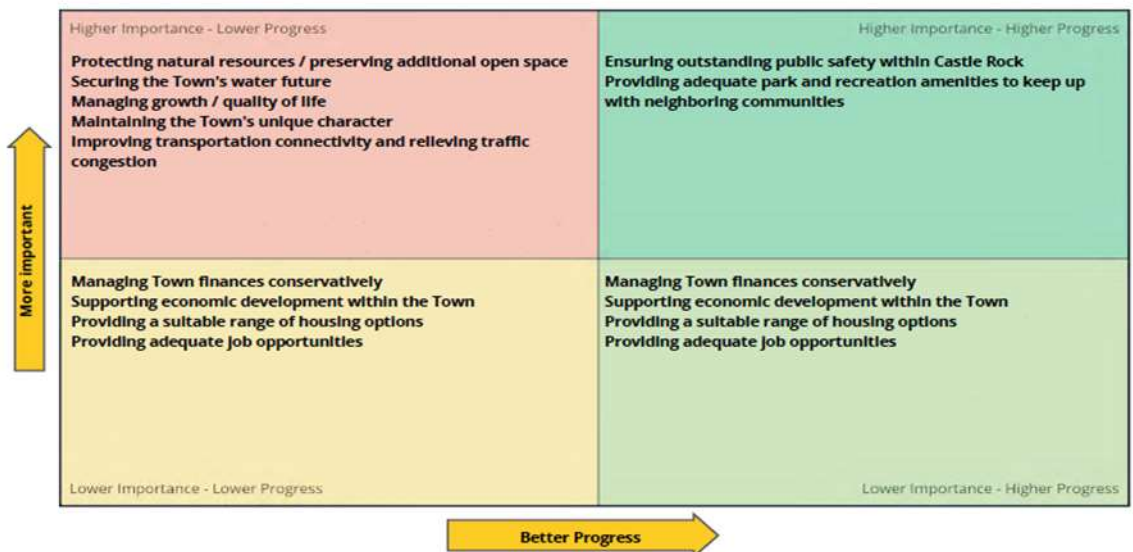 Higher Importance - Lower Progress
Protecting natural resources / preserving additional open space
Securing the Town's water future
Managing growth / quality of life
Maintaining the Town's unique character
Improving transportation connectivity and relieving traffic
congestion
Higher Importance - Higher Progress
Ensuring outstanding public safety within Castle Rock
Providing adequate park and recreation amenities to keep up
with neighboring communities
More important
Managing Town finances conservatively
Supporting economic development within the Town
Providing a suitable range of housing options
Providing adequate job opportunities
Lower Importance - Lower Progress
Managing Town finances conservatively
Supporting economic development within the Town
Providing a suitable range of housing options
Providing adequate job opportunities
Lower Importance - Higher Progress
Better Progress